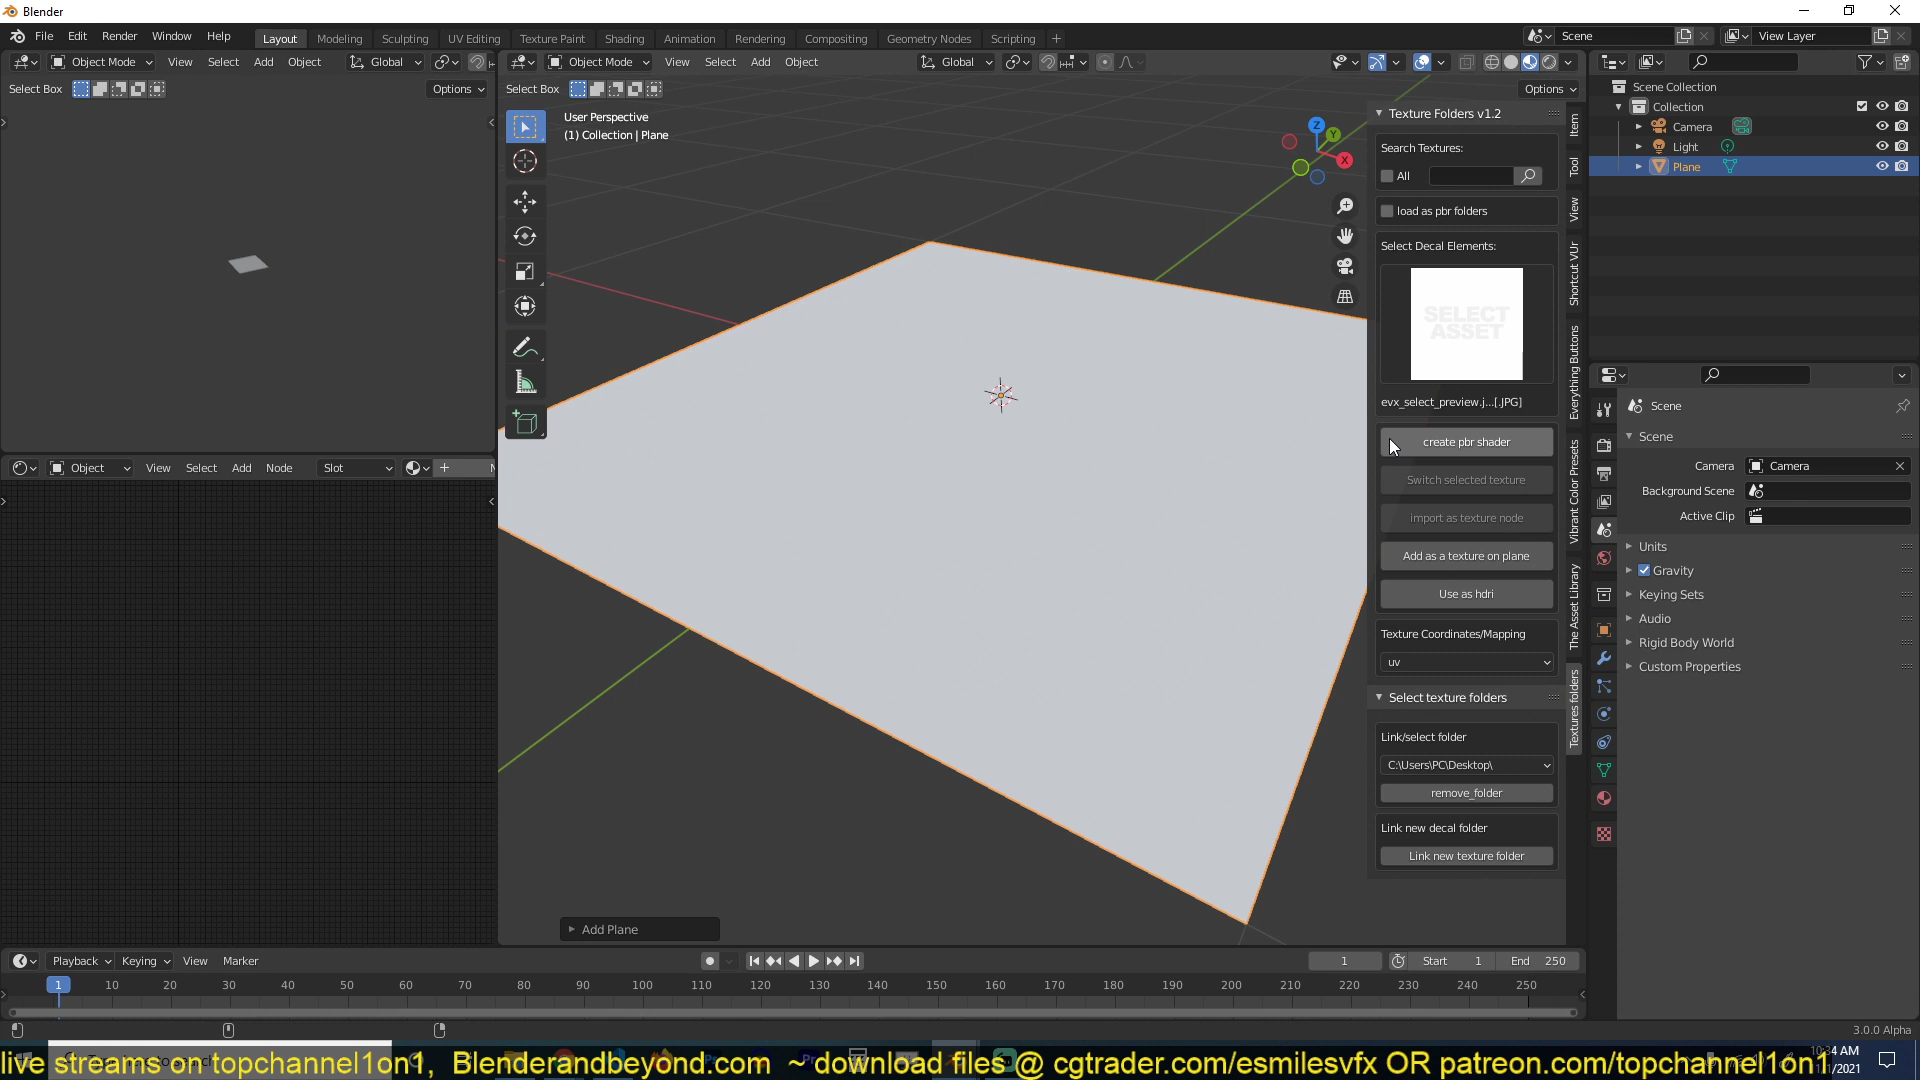 Blender
File Edit Render Window Help Layout Modeling Sculpting UV Editing Texture Paint Shading Animation Rendering Compositing Geometry Nodes Scripting Scene View Layer
Object Mode View Select Add Object Global
Object Mode View Select Add Object Global
Select Box Options
Select Box Options
User Perspective
(1) Collection | Plane
Z
Y
X
Texture Folders v1.2
Search Textures:
All
load as pbr folders
Select Decal Elements:
SELECT
ASSET
evx_select_preview.j...[.JPG]
create pbr shader
Switch selected texture
import as texture node
Add as a texture on plane
Use as hdri
Texture Coordinates/Mapping
uv
Select texture folders
Link/select folder
C:\Users\PC\Desktop\
remove_folder
Link new decal folder
Link new texture folder
Item
Tool
View
Shortcut VUr
Everything Buttons
Vibrant Color Presets
The Asset Library
Textures folders
Scene Collection
Collection
Camera
Light
Plane
Scene
Scene
Camera Camera
Background Scene
Active Clip
Units
Gravity
Keying Sets
Audio
Rigid Body World
Custom Properties
Object View Select Add Node Slot
Add Plane
Playback Keying View Marker 1 Start 1 End 250
1 10 20 30 40 50 60 70 80 90 100 110 120 130 140 150 160 170 180 190 200 210 220 230 240 250
3.0.0 Alpha
live streams on topchannel1on1, Blenderandbeyond.com ~ download files @ cgtrader.com/esmilesvfx OR patreon.com/topchannel1on1